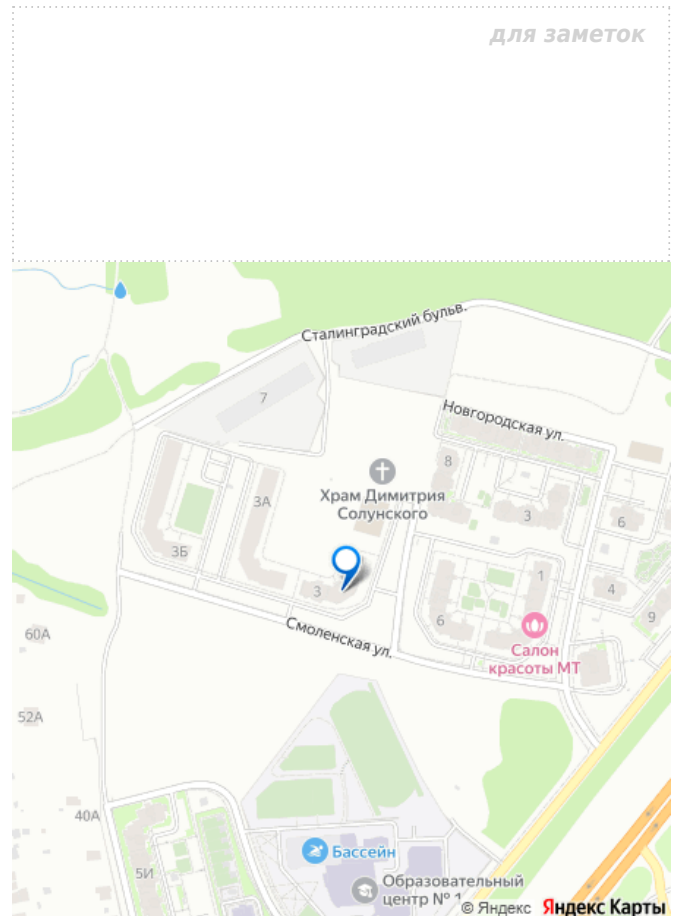 для заметок
Сталинградский бульв.
7
Новгородская ул.
8
Храм Димитрия
Солунского
3А
3
6
3Б
1
3
4
6
9
Смоленская ул.
Салон
красоты МТ
60А
52А
40А
Бассейн
5И
Образовательный
центр № 1
© Яндекс Яндекс Карты